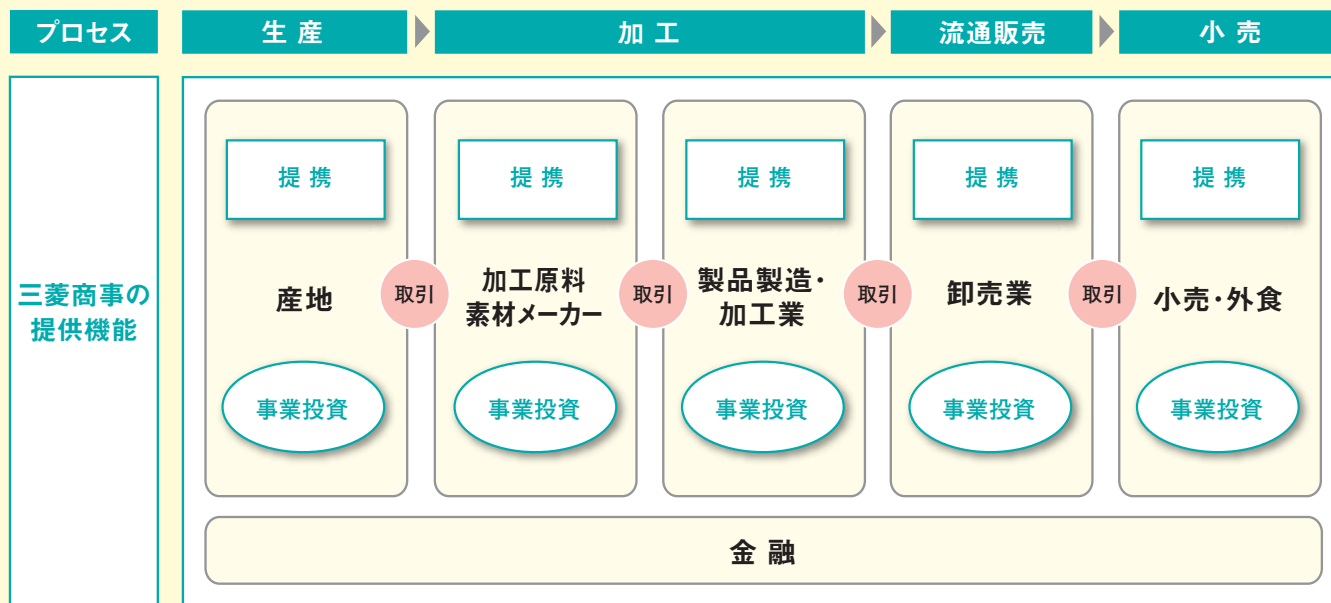 プロセス
生産
加工
流通販売
小売
三菱商事の
提供機能
提携
提携
提携
提携
提携
産地
取引
加工原料
素材メーカー
取引
製品製造・
加工業
取引
卸売業
取引
小売・外食
事業投資
事業投資
事業投資
事業投資
事業投資
金融